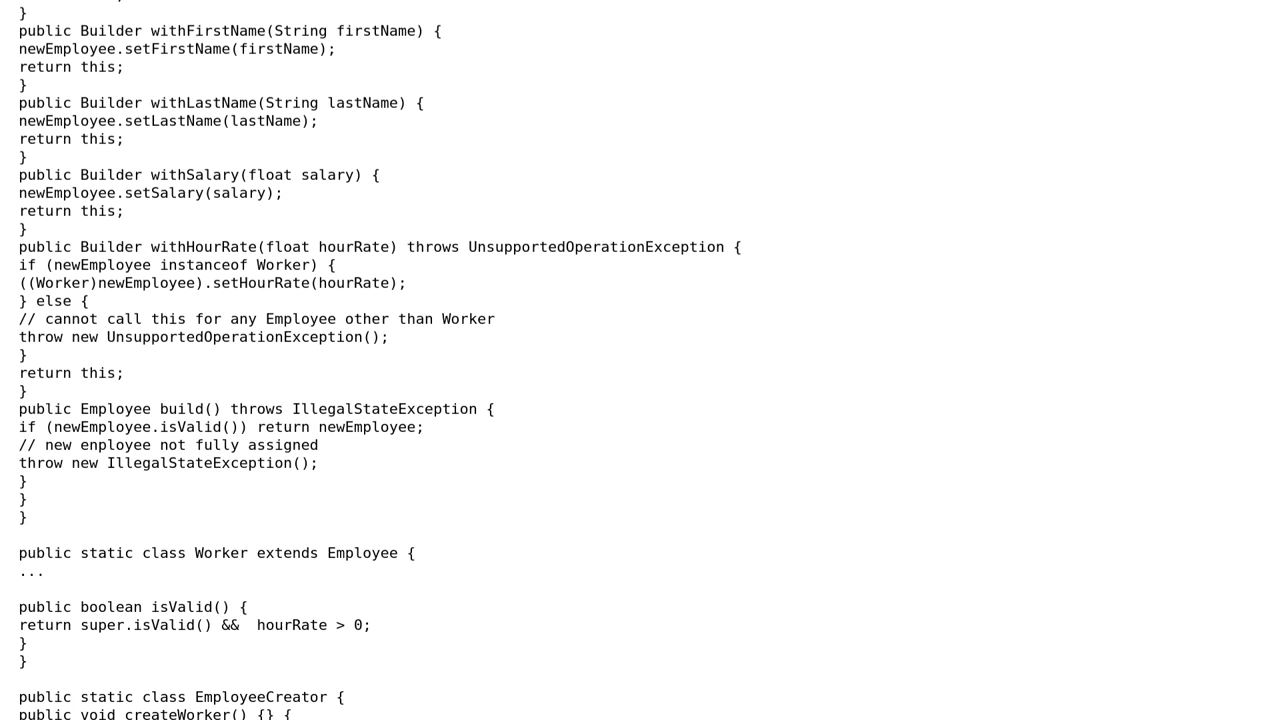 }
public Builder withFirstName(String firstName) {
newEmployee.setFirstName(firstName);
return this;
}
public Builder withLastName(String lastName) {
newEmployee.setLastName(lastName);
return this;
}
public Builder withSalary(float salary) {
newEmployee.setSalary(salary);
return this;
}
public Builder withHourRate(float hourRate) throws UnsupportedOperationException {
if (newEmployee instanceof Worker) {
((Worker)newEmployee).setHourRate(hourRate);
} else {
// cannot call this for any Employee other than Worker
throw new UnsupportedOperationException();
}
return this;
}
public Employee build() throws IllegalStateException {
if (newEmployee.isValid()) return newEmployee;
// new enployee not fully assigned
throw new IllegalStateException();
}
}
}

public static class Worker extends Employee {
...

public boolean isValid() {
return super.isValid() &&  hourRate > 0;
}
}

public static class EmployeeCreator {
public void createWorker() {} {